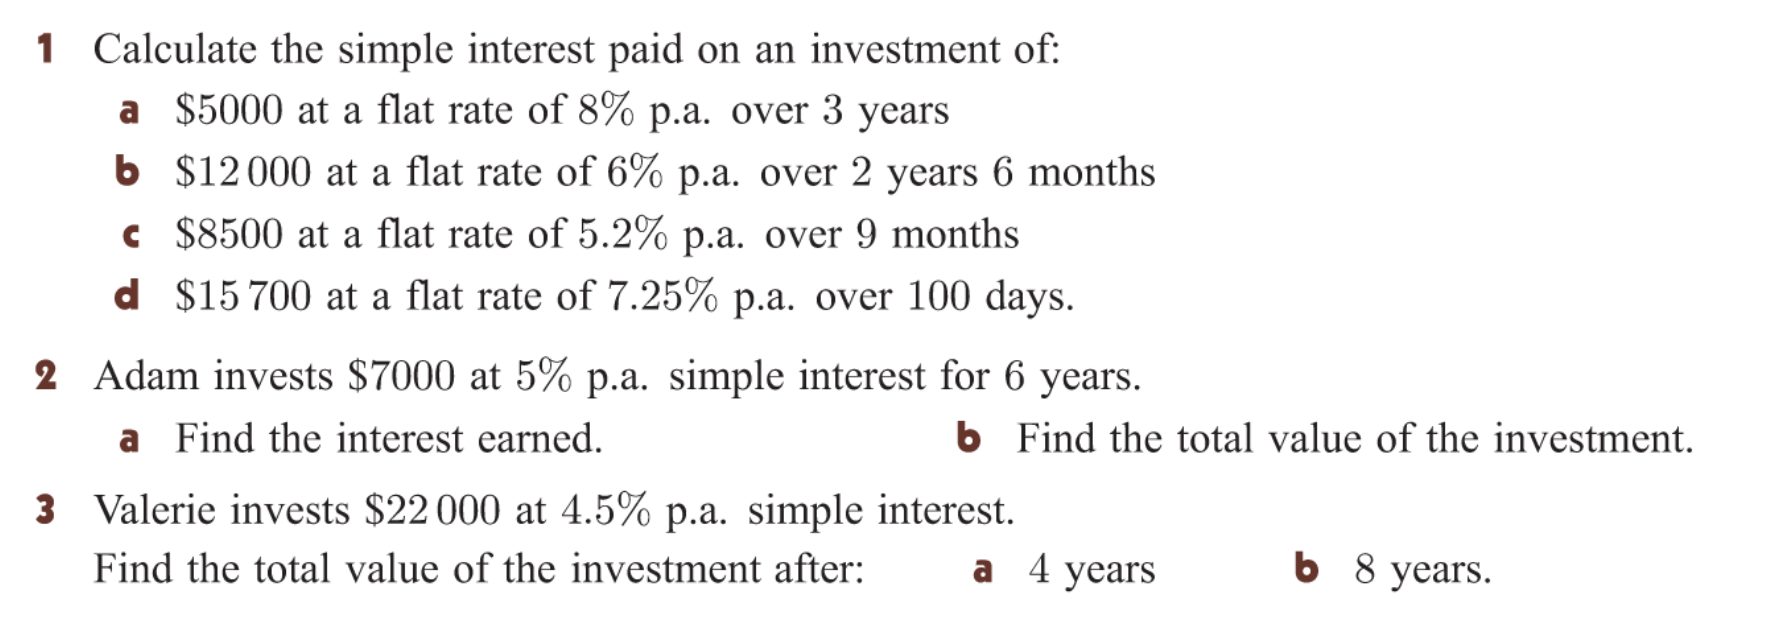 1 Calculate the simple interest paid on an investment of:
a $5000 at a flat rate of 8% p.a. over 3 years
b $12 000 at a flat rate of 6% p.a. over 2 years 6 months
c $8500 at a flat rate of 5.2% p.a. over 9 months
d $15 700 at a flat rate of 7.25% p.a. over 100 days.
2 Adam invests $7000 at 5% p.a. simple interest for 6 years.
a Find the interest earned. b Find the total value of the investment.
3 Valerie invests $22 000 at 4.5% p.a. simple interest.
Find the total value of the investment after: a 4 years b 8 years.